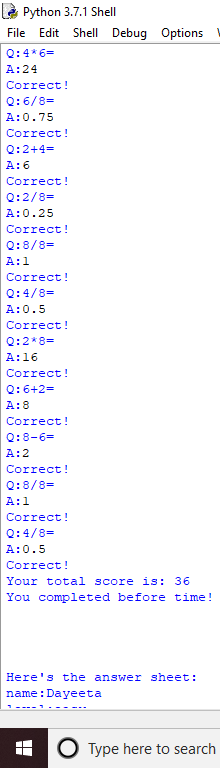 Python 3.7.1 Shell
File Edit Shell Debug Options
Q:4*6=
A:24
Correct!
Q:6/8=
A:0.75
Correct!
Q:2+4=
A:6
Correct!
Q:2/8=
A:0.25
Correct!
Q:8/8=
A:1
Correct!
Q:4/8=
A:0.5
Correct!
Q:2*8=
A:16
Correct!
Q:6+2=
A:8
Correct!
Q:8-6=
A:2
Correct!
Q:8/8=
A:1
Correct!
Q:4/8=
A:0.5
Correct!
Your total score is: 36
You completed before time!
Here's the answer sheet:
name:Dayeeta
Type here to search